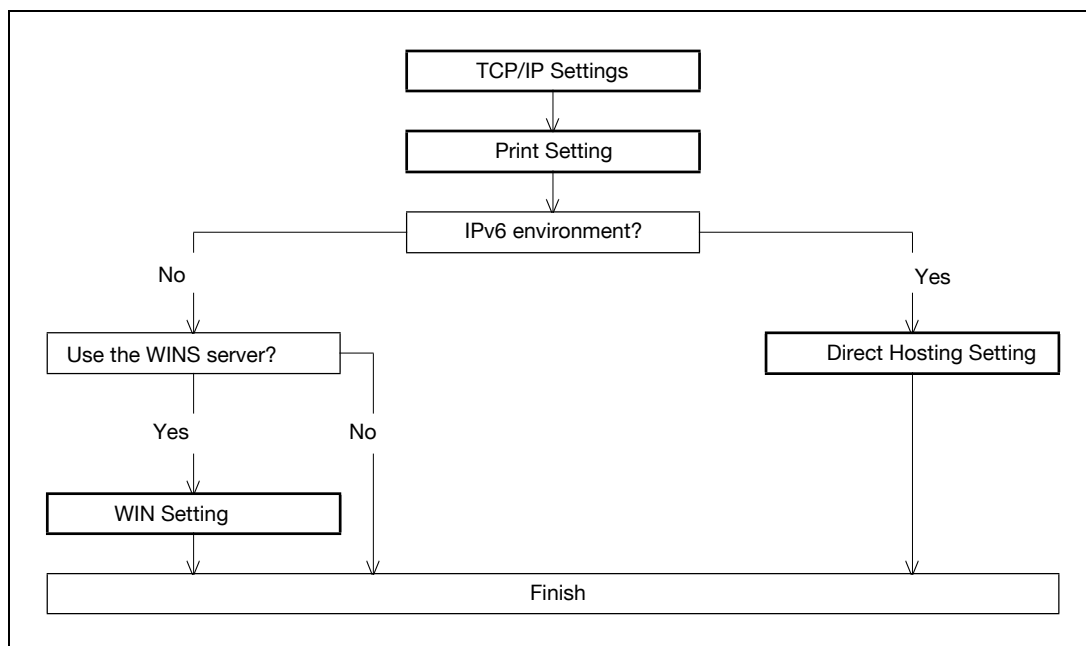 TCP/IP Settings
Print Setting
IPv6 environment?
No
Yes
Use the WINS server?
Direct Hosting Setting
Yes
No
WIN Setting
Finish